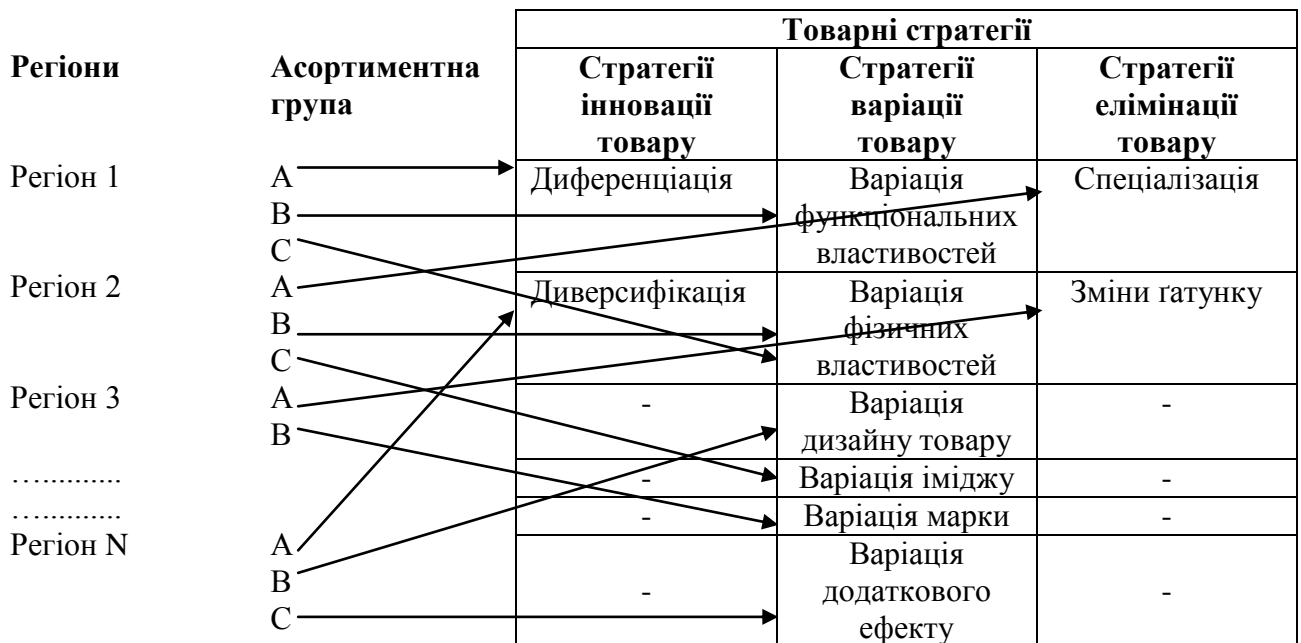 Товарні стратегії
Регіони Асортиментна група Стратегії інновації товару Стратегії варіації товару Стратегії елімінації товару
Регіон 1 A Диференціація Варіація Спеціалізація
B функціональних
C властивостей
Регіон 2 A Диверсифікація Варіація Зміни ґатунку
B фізичних
C властивостей
Регіон 3 A - Варіація -
B дизайну товару
….......... - Варіація іміджу -
….......... - Варіація марки -
Регіон N A Варіація
B - додаткового -
C ефекту